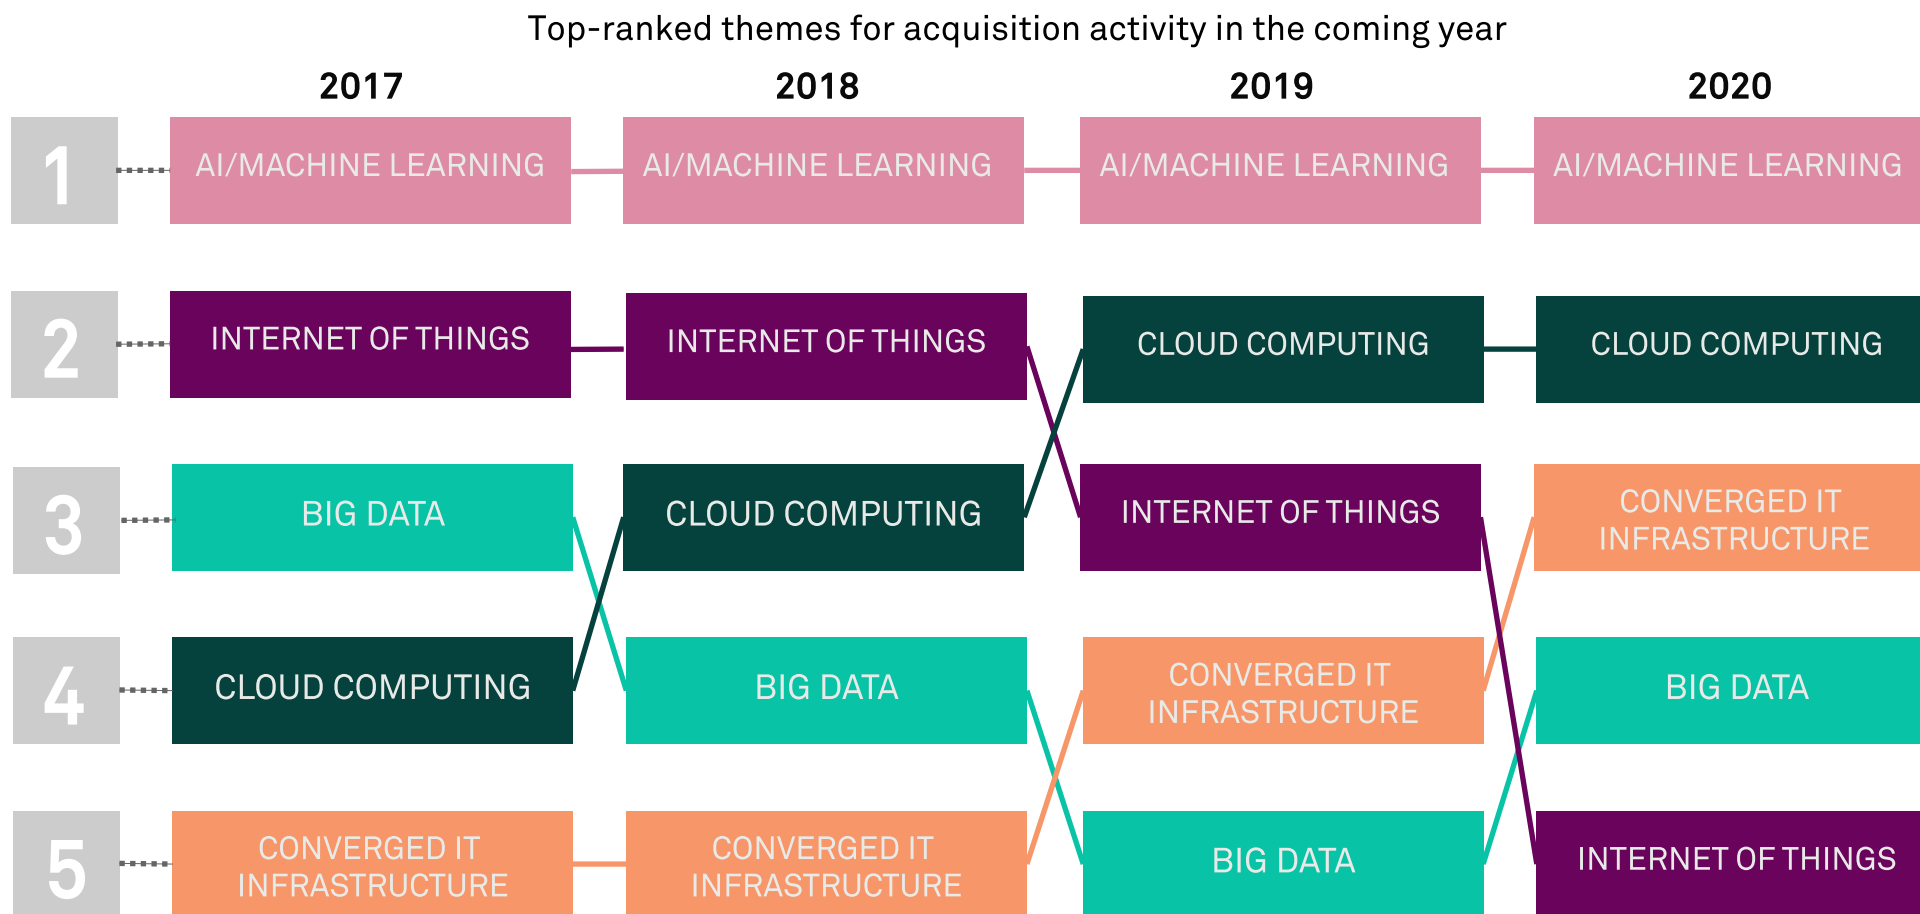 Top-ranked themes for acquisition activity in the coming year
2017 2018 2019 2020
1 AI/MACHINE LEARNING AI/MACHINE LEARNING AI/MACHINE LEARNING AI/MACHINE LEARNING
2 INTERNET OF THINGS INTERNET OF THINGS CLOUD COMPUTING CLOUD COMPUTING
3 BIG DATA CLOUD COMPUTING INTERNET OF THINGS CONVERGED IT
INFRASTRUCTURE
4 CLOUD COMPUTING BIG DATA CONVERGED IT
INFRASTRUCTURE BIG DATA
5 CONVERGED IT
INFRASTRUCTURE CONVERGED IT
INFRASTRUCTURE BIG DATA INTERNET OF THINGS